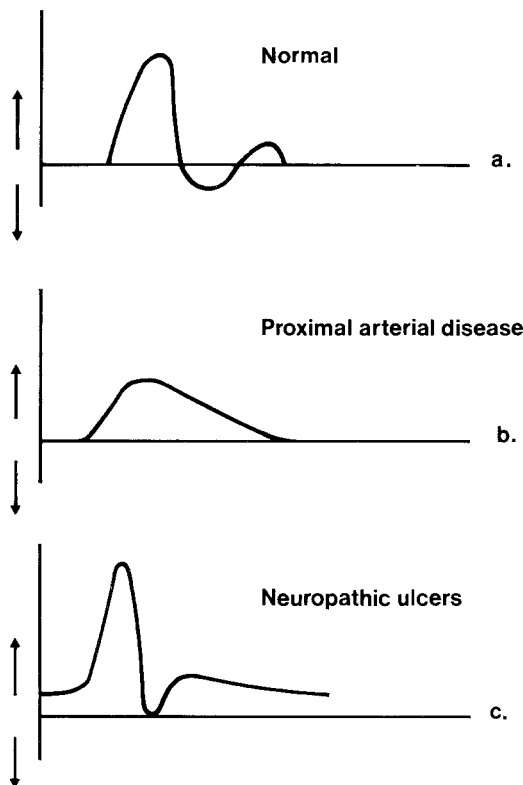 Normal
a.
Proximal arterial disease
b.
Neuropathic ulcers
c.